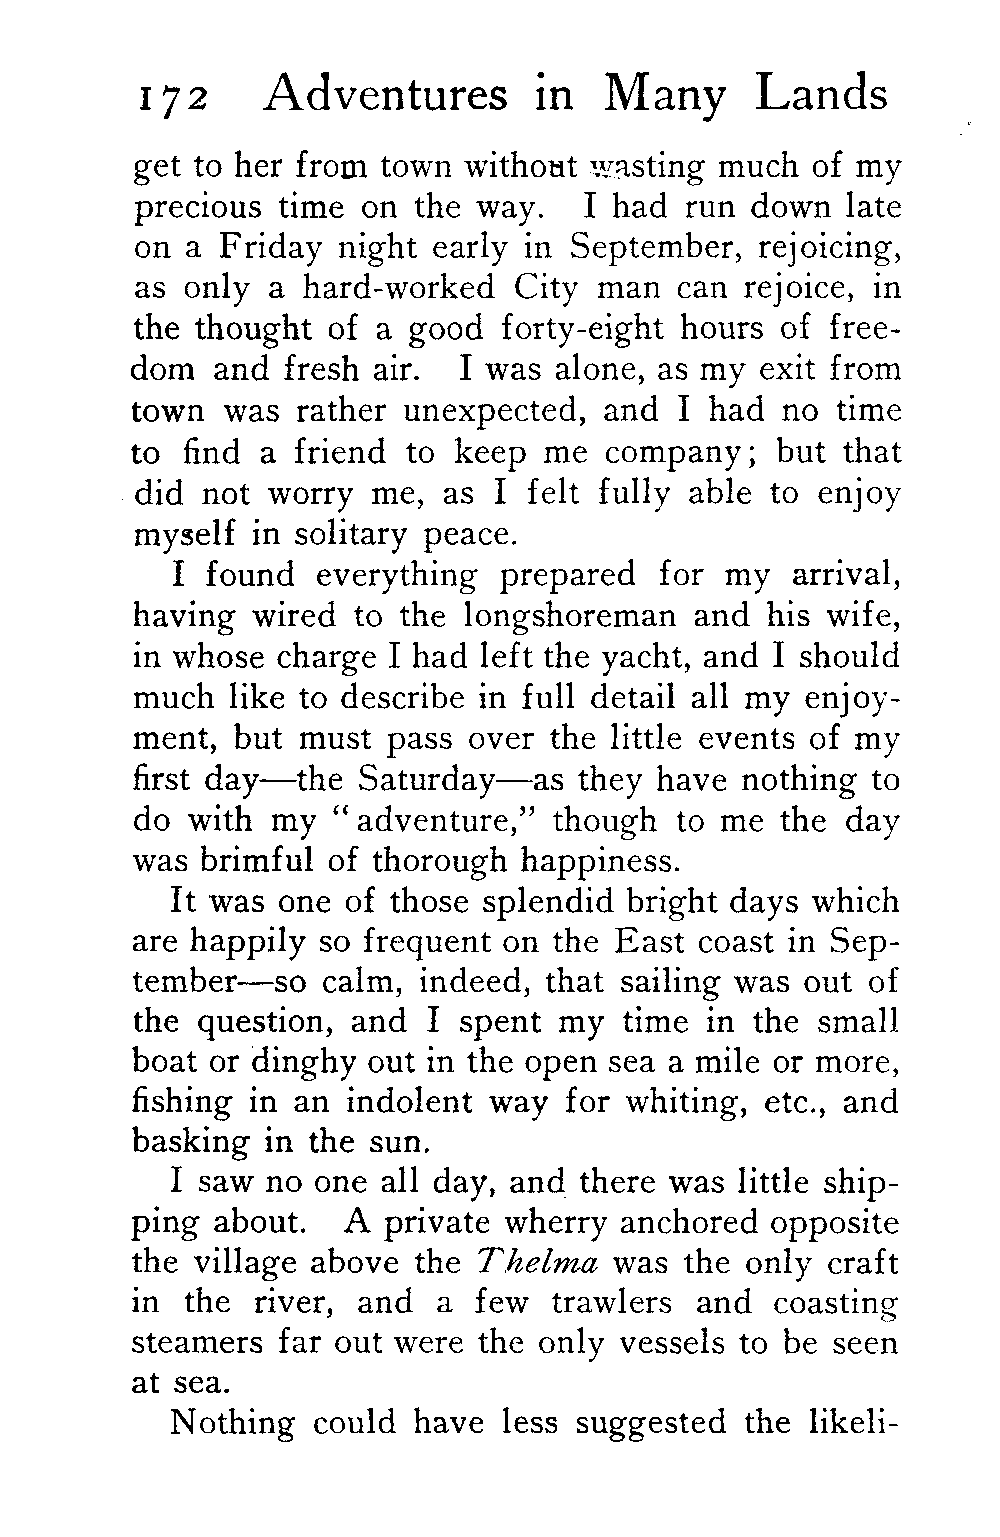 172 Adventures in Many Lands
get to her from town without wasting much of my
precious time on the way. I had run down late
on a Friday night early in September, rejoicing,
as only a hard-worked City man can rejoice, in
the thought of a good forty-eight hours of free-
dom and fresh air. I was alone, as my exit from
town was rather unexpected, and I had no time
to find a friend to keep me company; but that
did not worry me, as I felt fully able to enjoy
myself in solitary peace.
I found everything prepared for my arrival,
having wired to the longshoreman and his wife,
in whose charge I had left the yacht, and I should
much like to describe in full detail all my enjoy-
ment, but must pass over the little events of my
first day—the Saturday—as they have nothing to
do with my "adventure," though to me the day
was brimful of thorough happiness.
It was one of those splendid bright days which
are happily so frequent on the East coast in Sep-
tember—so calm, indeed, that sailing was out of
the question, and I spent my time in the small
boat or dinghy out in the open sea a mile or more,
fishing in an indolent way for whiting, etc., and
basking in the sun.
I saw no one all day, and there was little ship-
ping about. A private wherry anchored opposite
the village above the Thelma was the only craft
in the river, and a few trawlers and coasting
steamers far out were the only vessels to be seen
at sea.
Nothing could have less suggested the likeli-